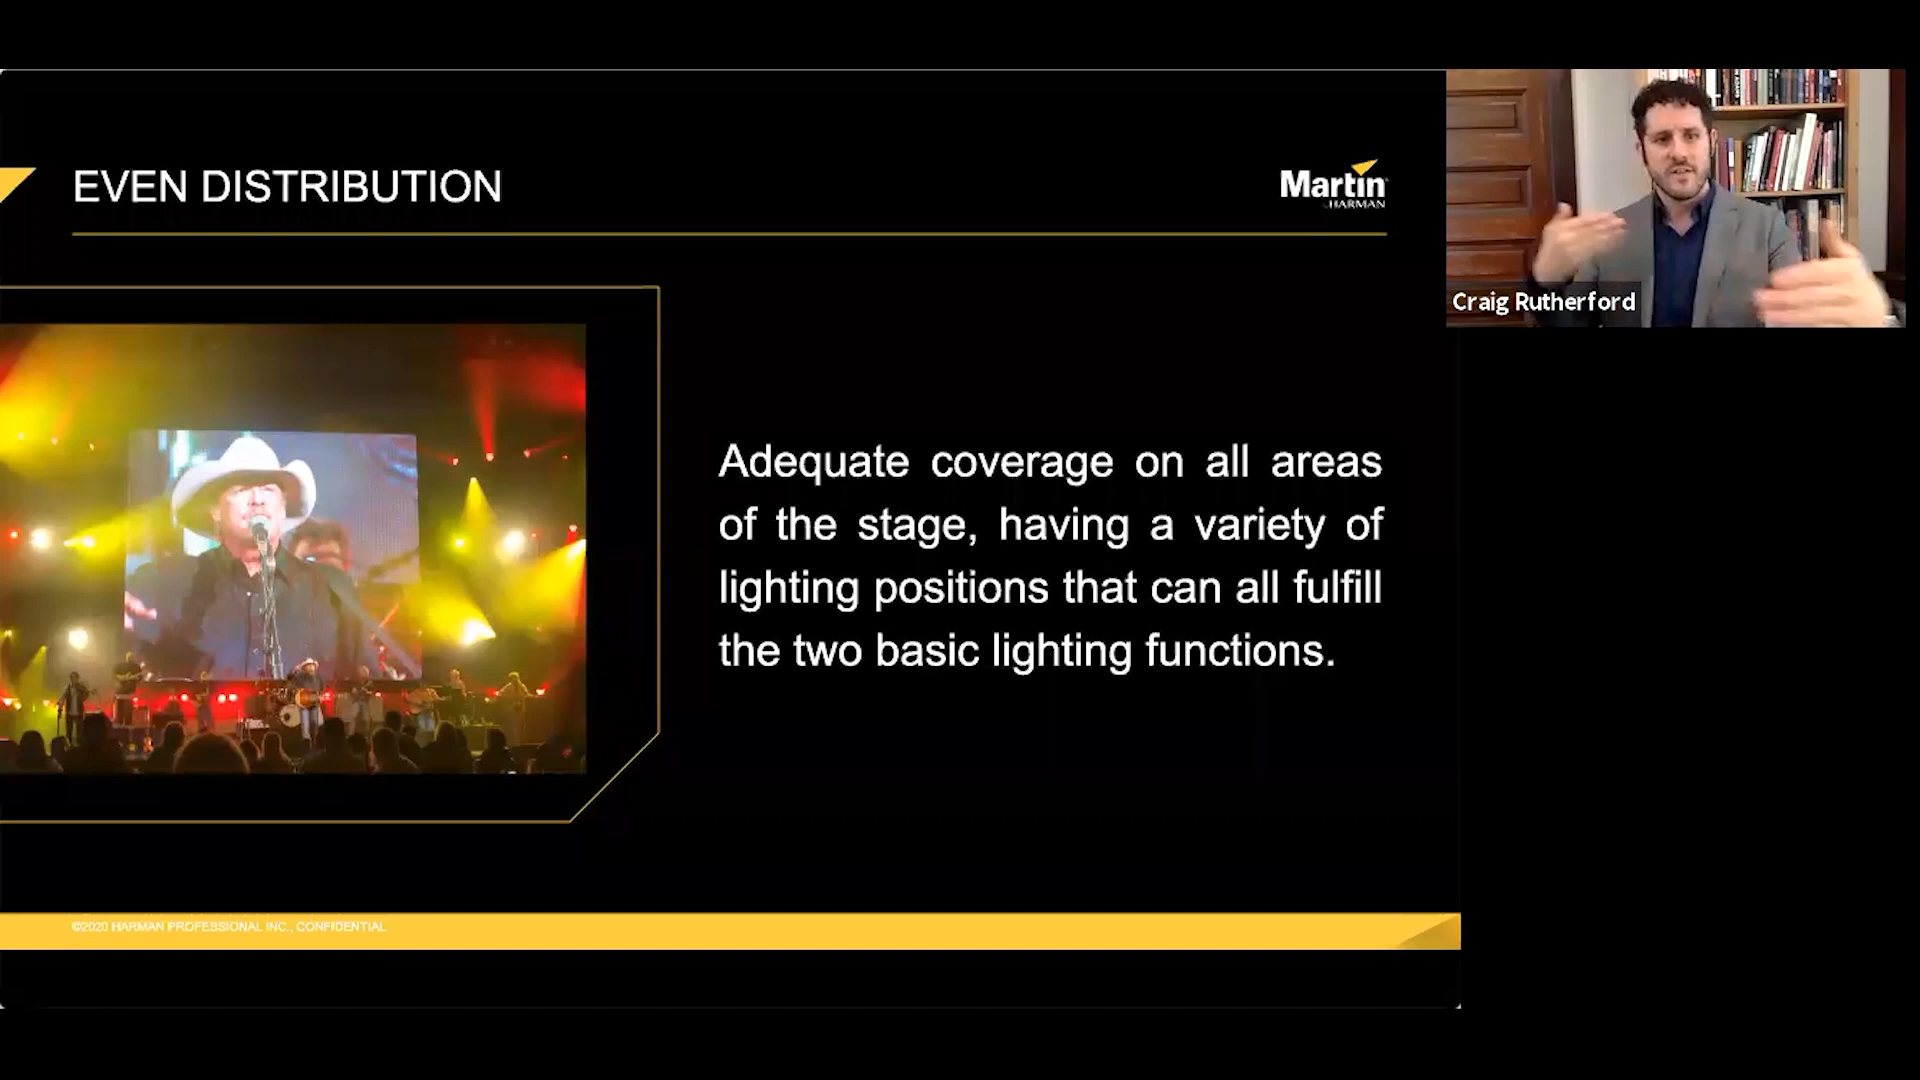 EVEN DISTRIBUTION
Martin
by HARMAN
Craig Rutherford
Adequate coverage on all areas
of the stage, having a variety of
lighting positions that can all fulfill
the two basic lighting functions.
©2020 HARMAN PROFESSIONAL INC., CONFIDENTIAL